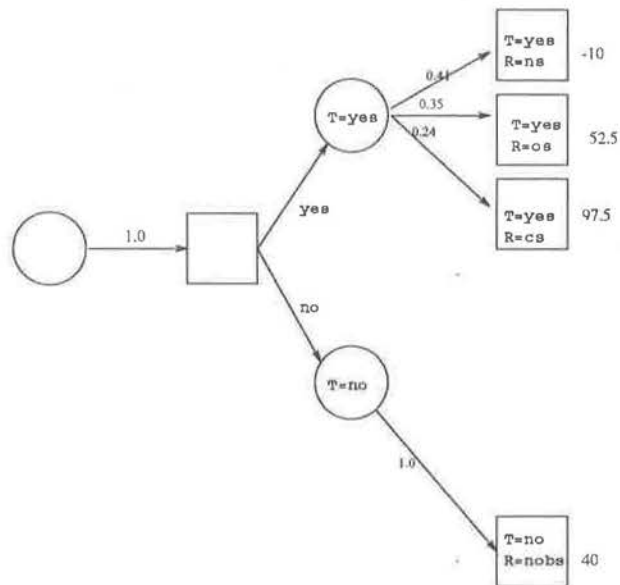 T=yes
R=ns
-10
0.41
T=yes
0.35
T=yes
R=os
52.5
0.24
T=yes
R=cs
97.5
yes
1.0
no
T=no
1.0
T=no
R=nobs
40